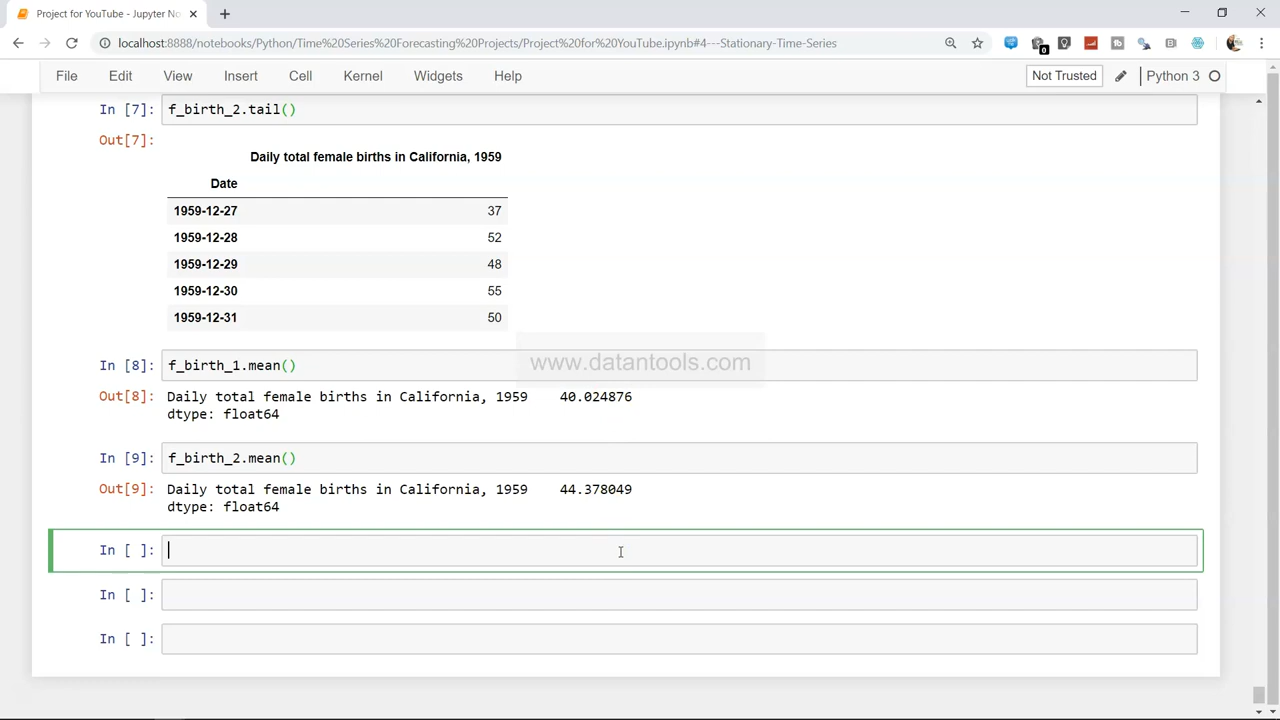 Project for YouTube - Jupyter No
localhost:8888/notebooks/Python/Time%20Series%20Forecasting%20Projects/Project%20for%20YouTube.ipynb#4---Stationary-Time-Series
File Edit View Insert Cell Kernel Widgets Help Not Trusted Python 3
In [7]: f_birth_2.tail()
Out[7]:
Daily total female births in California, 1959
Date
1959-12-27 37
1959-12-28 52
1959-12-29 48
1959-12-30 55
1959-12-31 50
www.datantools.com
In [8]: f_birth_1.mean()
Out[8]: Daily total female births in California, 1959 40.024876
dtype: float64
In [9]: f_birth_2.mean()
Out[9]: Daily total female births in California, 1959 44.378049
dtype: float64
In [ ]:
In [ ]:
In [ ]: